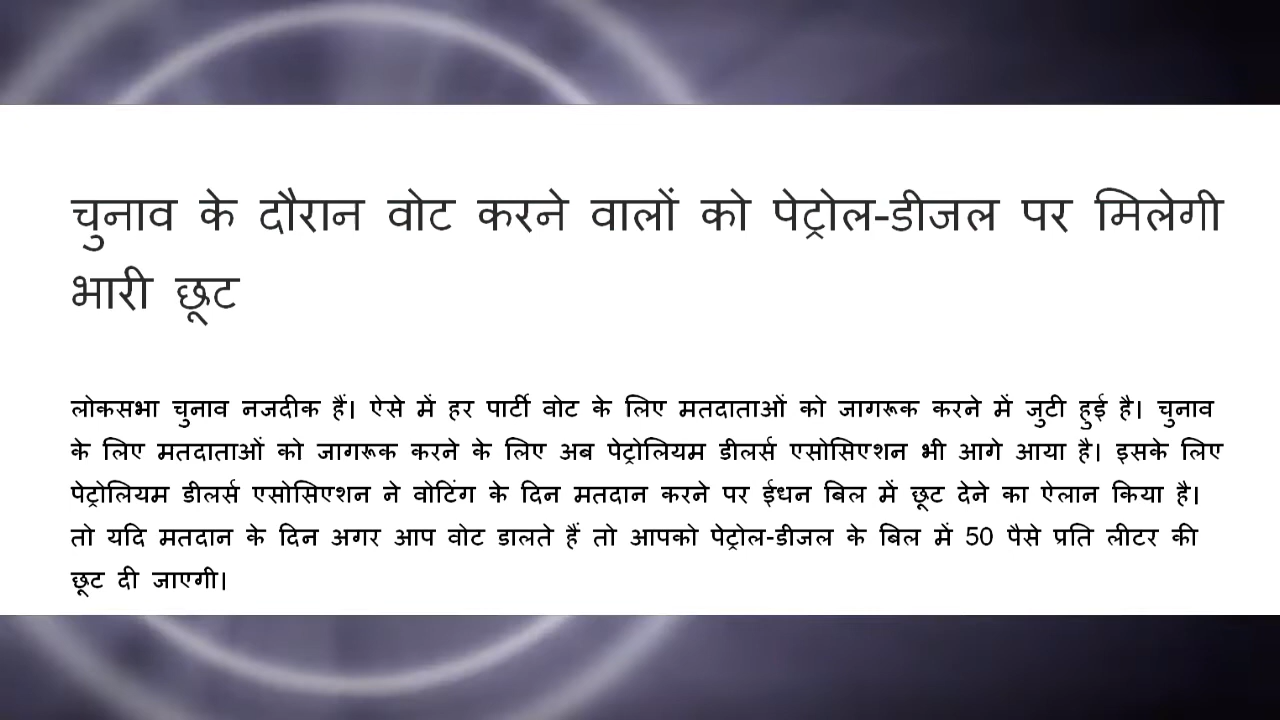 चुनाव के दौरान वोट करने वालों को पेट्रोल-डीजल पर मिलेगी
भारी छूट
लोकसभा चुनाव नजदीक हैं। ऐसे में हर पार्टी वोट के लिए मतदाताओं को जागरूक करने में जुटी हुई है। चुनाव
के लिए मतदाताओं को जागरूक करने के लिए अब पेट्रोलियम डीलर्स एसोसिएशन भी आगे आया है। इसके लिए
पेट्रोलियम डीलर्स एसोसिएशन ने वोटिंग के दिन मतदान करने पर ईधन बिल में छूट देने का ऐलान किया है।
तो यदि मतदान के दिन अगर आप वोट डालते हैं तो आपको पेट्रोल-डीजल के बिल में 50 पैसे प्रति लीटर की
छूट दी जाएगी।